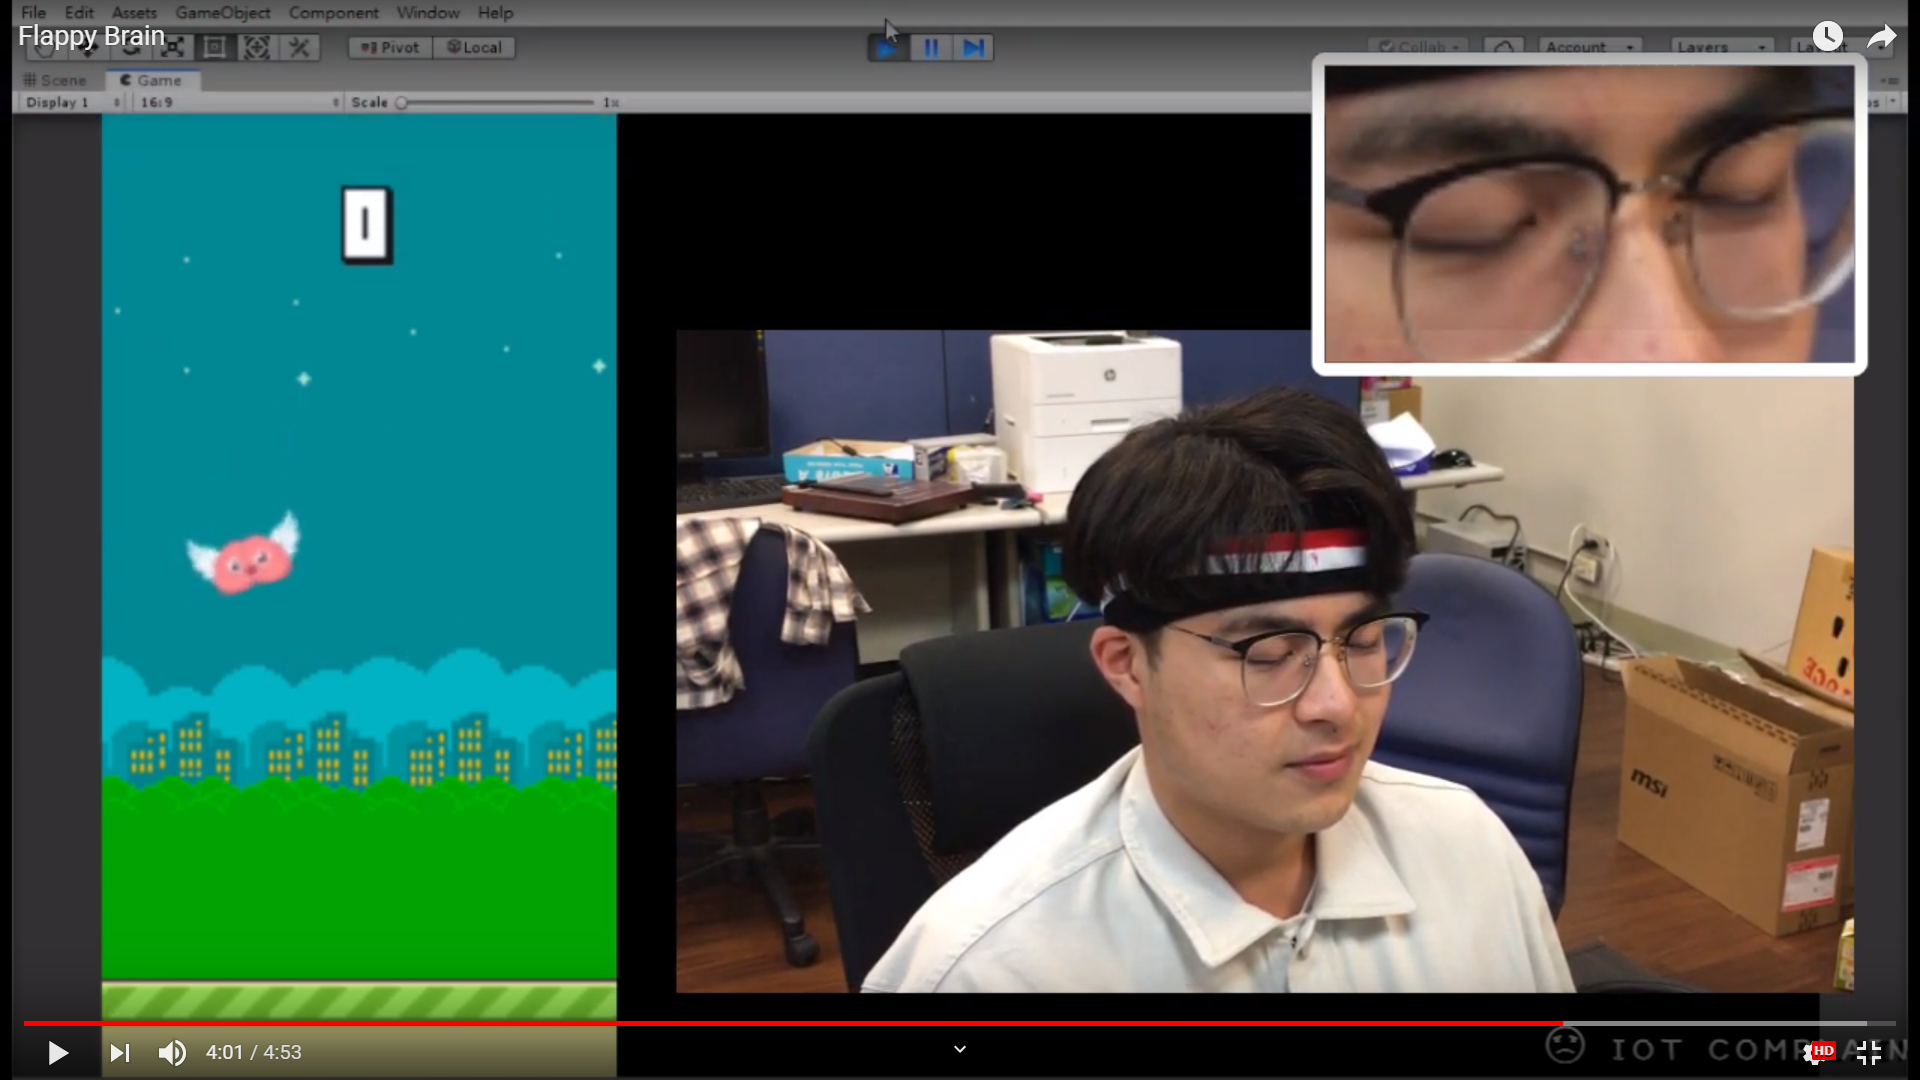 File Edit Assets GameObject Component Window Help
Flappy Brain
Pivot Local
Collab Account Layers
Scene Game
Display 1 16:9 Scale 1x
msi
4:01 / 4:53
HD
IOT